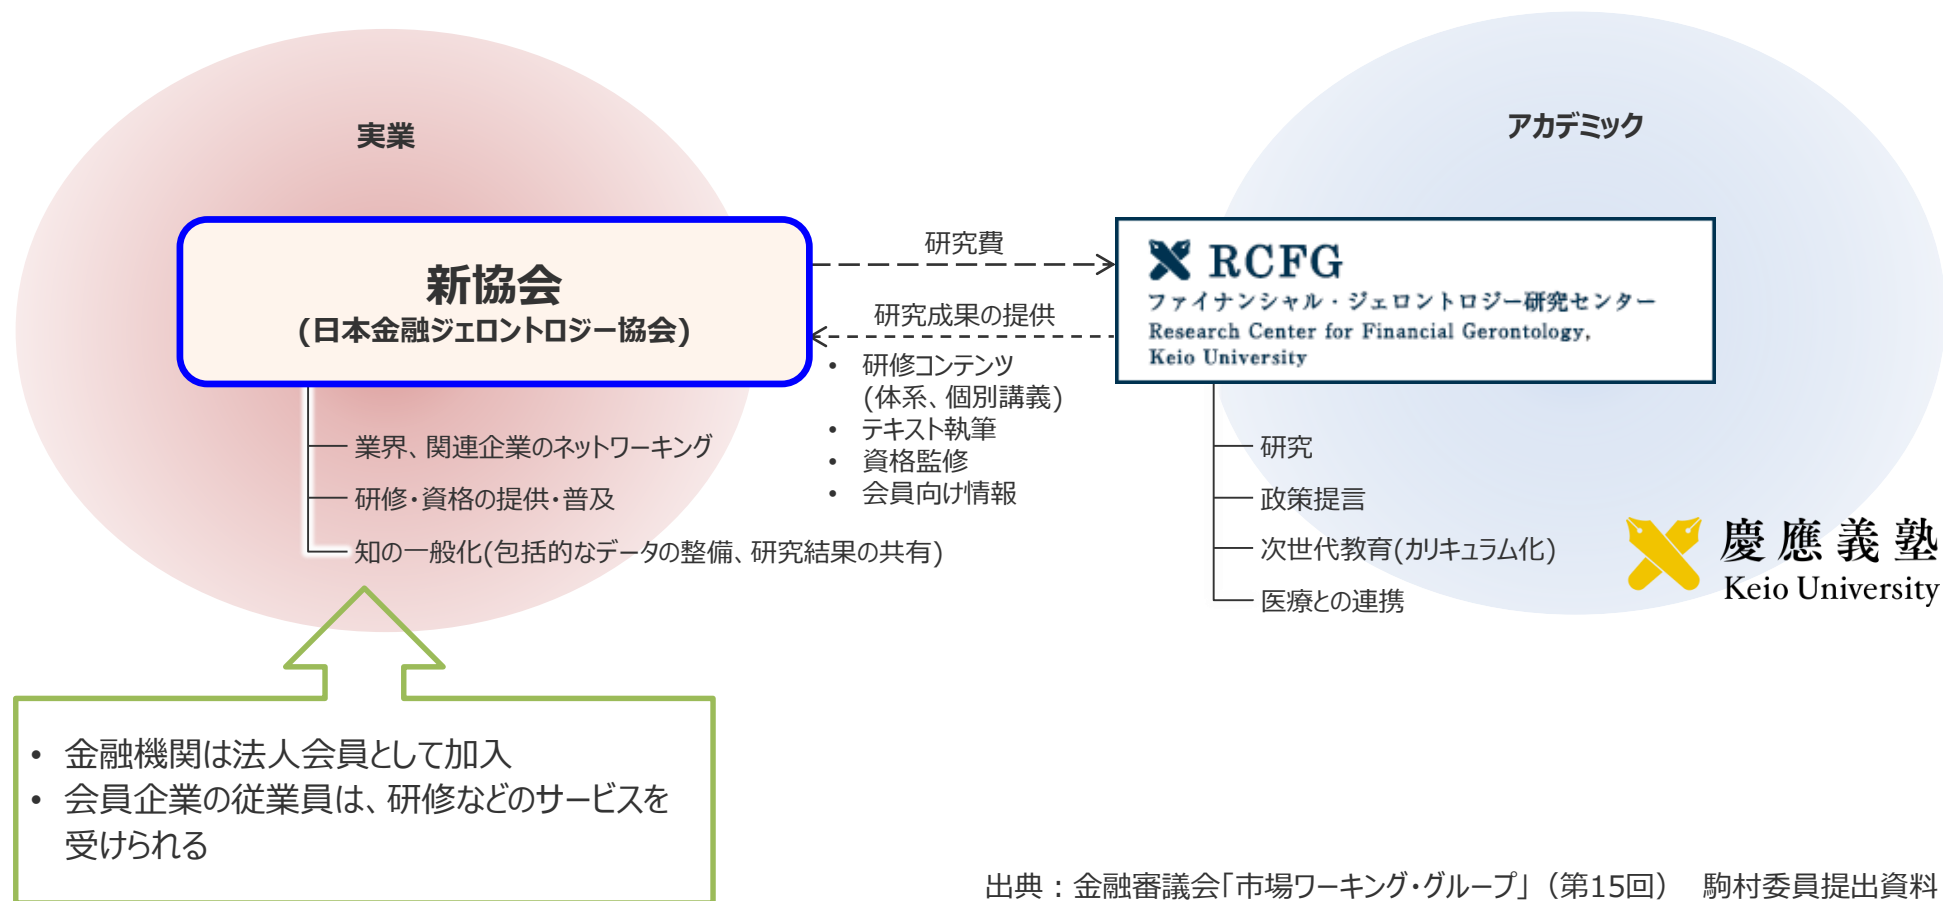 実業
アカデミック
新協会
(日本金融ジェロントロジー協会)
研究費
研究成果の提供
• 研修コンテンツ
(体系、個別講義)
• テキスト執筆
• 資格監修
• 会員向け情報
RCFG
ファイナンシャル・ジェロントロジー研究センター
Research Center for Financial Gerontology,
Keio University
業界、関連企業のネットワーキング
研修・資格の提供・普及
知の一般化(包括的なデータの整備、研究結果の共有)
研究
政策提言
次世代教育(カリキュラム化)
医療との連携
慶應義塾
Keio University
• 金融機関は法人会員として加入
• 会員企業の従業員は、研修などのサービスを
受けられる
出典：金融審議会「市場ワーキング・グループ」（第15回）　駒村委員提出資料